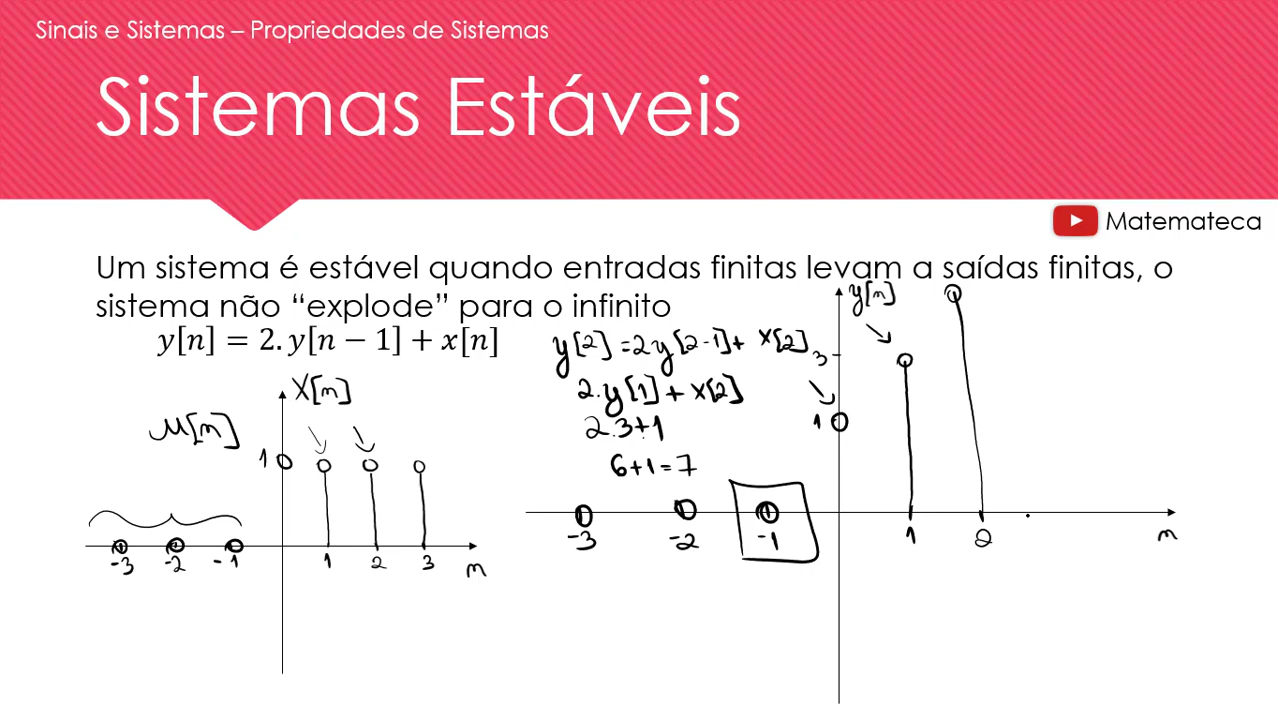 Sinais e Sistemas – Propriedades de Sistemas
Sistemas Estáveis
Matemateca
Um sistema é estável quando entradas finitas levam a saídas finitas, o
sistema não “explode” para o infinito
y[n] = 2. y[n − 1] + x[n]
y[2] = 2y[2-1] + x[2]
2.y[1] + x[2]
2.3+1
6+1=7
x[n]
μ[n]
1
-3 -2 -1 1 2 3 n
y[n]
3
1
-3 -2 -1 1 2 n